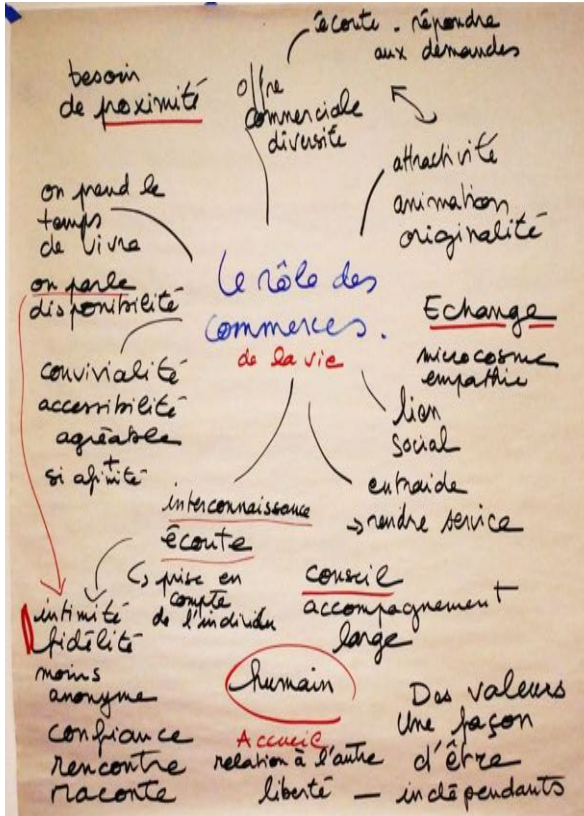 écoute. répondre
aux demandes
besoin
de proximité
offre
commerciale
diversité
attractivité
animation
originalité
on prend le
temps
de vivre
on parle
disponibilité
Le rôle des
commerces.
de la vie
Echange
microcosme
empathie
convivialité
accessibilité
agréable
+
si afinité
lien
social
entraide
→ rendre service
interconnaissance
écoute
↳ prise en
compte
de l'individu
conseil
accompagnement
large
intimité
fidélité
moins
anonyme
confiance
rencontre
raconte
humain
Accueil
relation à l'autre
liberté — indépendants
Des valeurs
Une façon
d'être